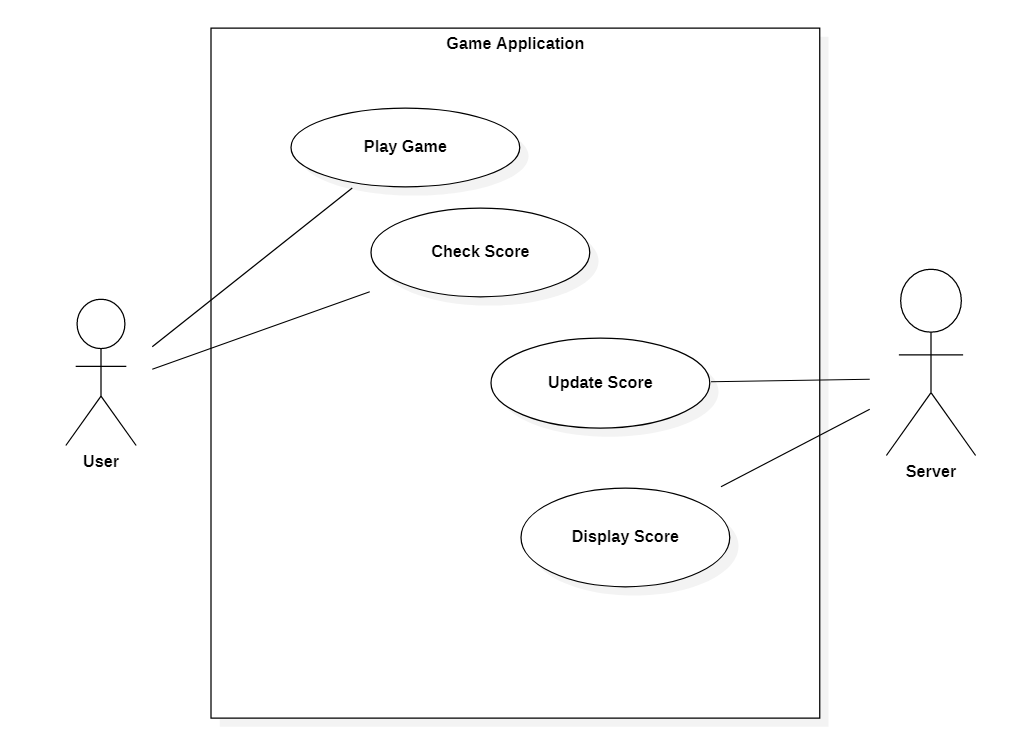 Game Application
Play Game
Check Score
Update Score
User
Server
Display Score